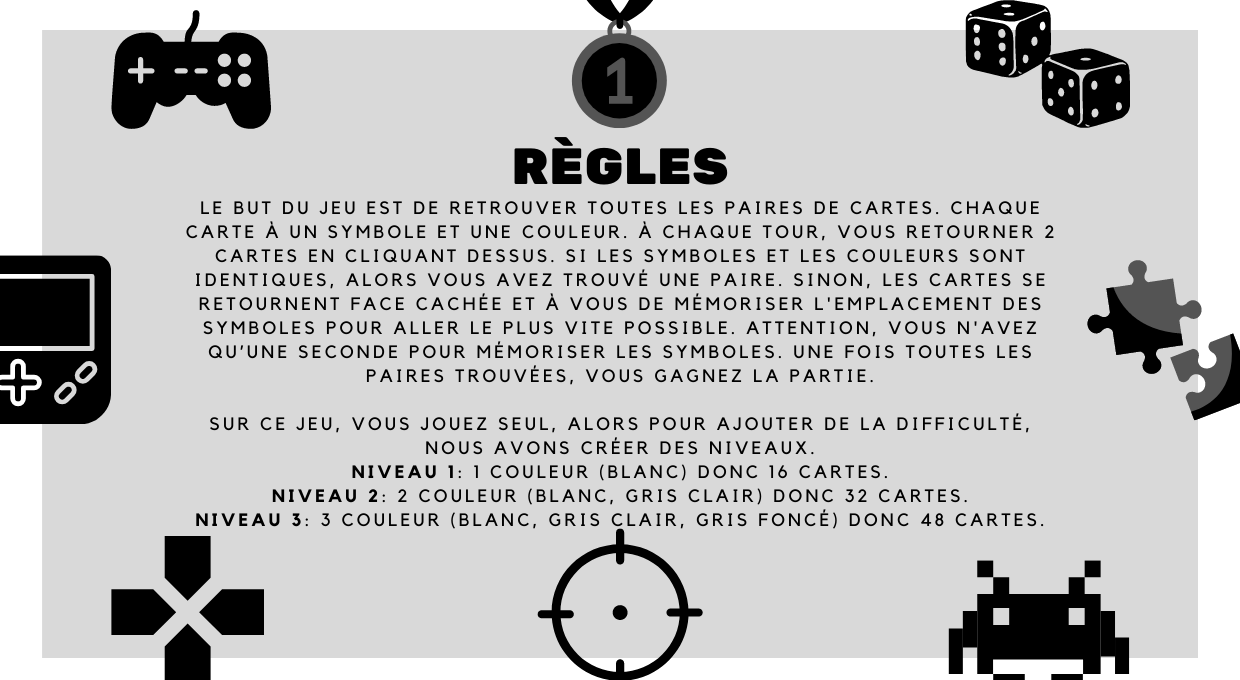 1
RÈGLES
LE BUT DU JEU EST DE RETROUVER TOUTES LES PAIRES DE CARTES. CHAQUE
CARTE À UN SYMBOLE ET UNE COULEUR. À CHAQUE TOUR, VOUS RETOURNER 2
CARTES EN CLIQUANT DESSUS. SI LES SYMBOLES ET LES COULEURS SONT
IDENTIQUES, ALORS VOUS AVEZ TROUVÉ UNE PAIRE. SINON, LES CARTES SE
RETOURNENT FACE CACHÉE ET À VOUS DE MÉMORISER L'EMPLACEMENT DES
SYMBOLES POUR ALLER LE PLUS VITE POSSIBLE. ATTENTION, VOUS N'AVEZ
QU'UNE SECONDE POUR MÉMORISER LES SYMBOLES. UNE FOIS TOUTES LES
PAIRES TROUVÉES, VOUS GAGNEZ LA PARTIE.
SUR CE JEU, VOUS JOUEZ SEUL, ALORS POUR AJOUTER DE LA DIFFICULTÉ,
NOUS AVONS CRÉER DES NIVEAUX.
NIVEAU 1: 1 COULEUR (BLANC) DONC 16 CARTES.
NIVEAU 2: 2 COULEUR (BLANC, GRIS CLAIR) DONC 32 CARTES.
NIVEAU 3: 3 COULEUR (BLANC, GRIS CLAIR, GRIS FONCÉ) DONC 48 CARTES.